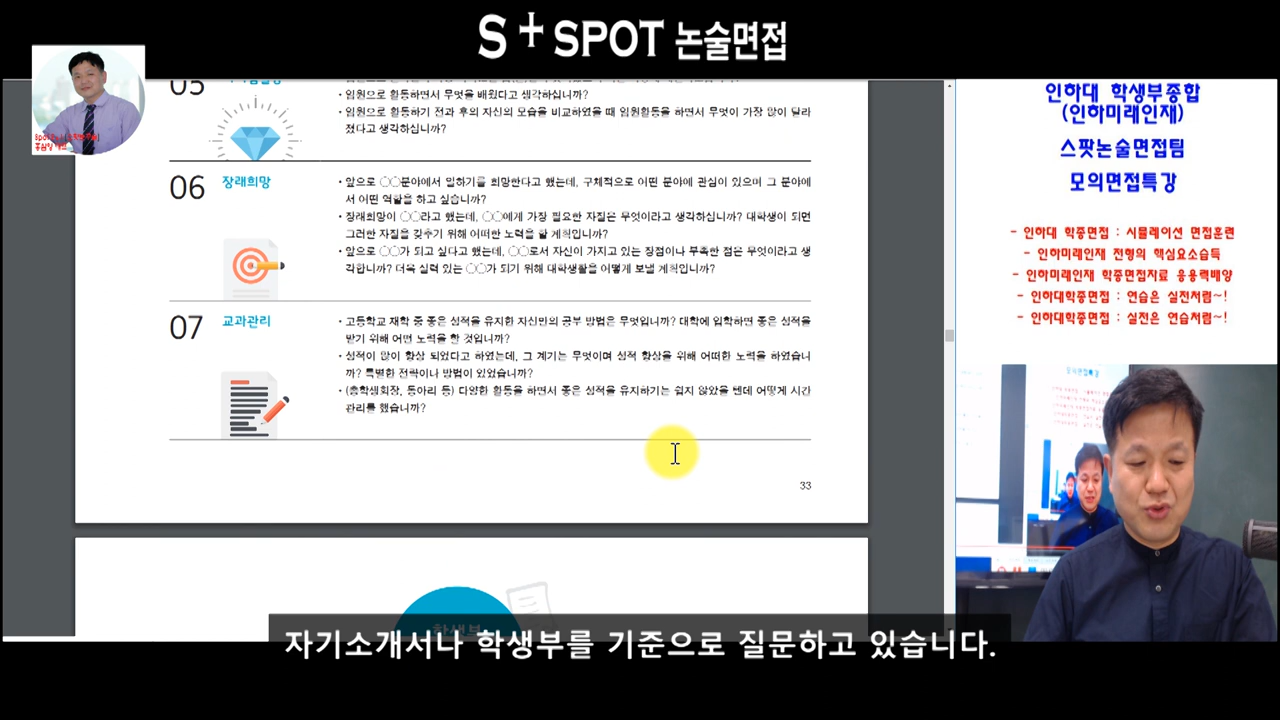 S + SPOT 논술면접
05
• 임원으로 활동하면서 무엇을 배웠다고 생각하십니까?
• 임원으로 활동하기 전과 후의 자신의 모습을 비교하였을 때 임원활동을 하면서 무엇이 가장 많이 달라
졌다고 생각하십니까?
06 장래희망
• 앞으로 ○○분야에서 일하기를 희망한다고 했는데, 구체적으로 어떤 분야에 관심이 있으며 그 분야에
서 어떤 역할을 하고 싶습니까?
• 장래희망이 ○○라고 했는데, ○○에게 가장 필요한 자질은 무엇이라고 생각하십니까? 대학생이 되면
그러한 자질을 갖추기 위해 어떠한 노력을 할 계획입니까?
• 앞으로 ○○가 되고 싶다고 했는데, ○○로서 자신이 가지고 있는 장점이나 부족한 점은 무엇이라고 생
각합니까? 더욱 실력 있는 ○○가 되기 위해 대학생활을 어떻게 보낼 계획입니까?
07 교과관리
• 고등학교 재학 중 좋은 성적을 유지한 자신만의 공부 방법은 무엇입니까? 대학에 입학하면 좋은 성적을
받기 위해 어떤 노력을 할 것입니까?
• 성적이 많이 향상 되었다고 하였는데, 그 계기는 무엇이며 성적 향상을 위해 어떠한 노력을 하였습니
까? 특별한 전략이나 방법이 있었습니까?
• (총학생회장, 동아리 등) 다양한 활동을 하면서 좋은 성적을 유지하기는 쉽지 않았을 텐데 어떻게 시간
관리를 했습니까?
33
학생부
인하대 학생부종합
(인하미래인재)
스팟논술면접팀
모의면접특강
- 인하대 학종면접 : 시뮬레이션 면접훈련
- 인하미래인재 전형의 핵심요소습득
- 인하미래인재 학종면접자료 응용력배양
- 인하대학종면접 : 연습은 실전처럼~!
- 인하대학종면접 : 실전은 연습처럼~!
모의면접특강
자기소개서나 학생부를 기준으로 질문하고 있습니다.